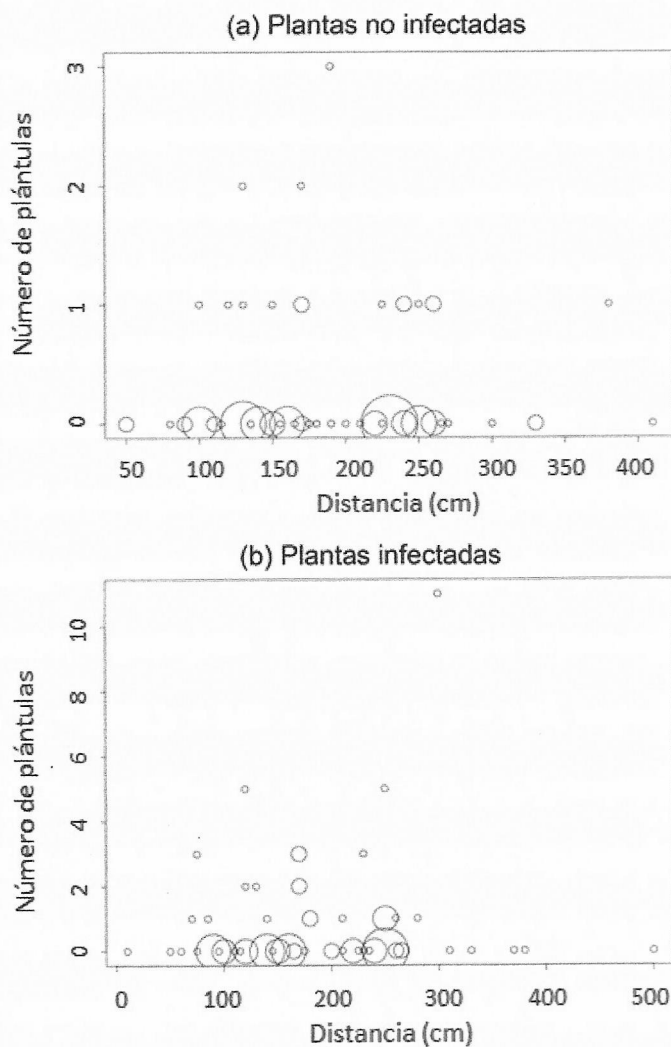 (a) Plantas no infectadas
Número de plántulas
3
2
1
0
50 100 150 200 250 300 350 400
Distancia (cm)
(b) Plantas infectadas
Número de plántulas
10
8
6
4
2
0
0 100 200 300 400 500
Distancia (cm)